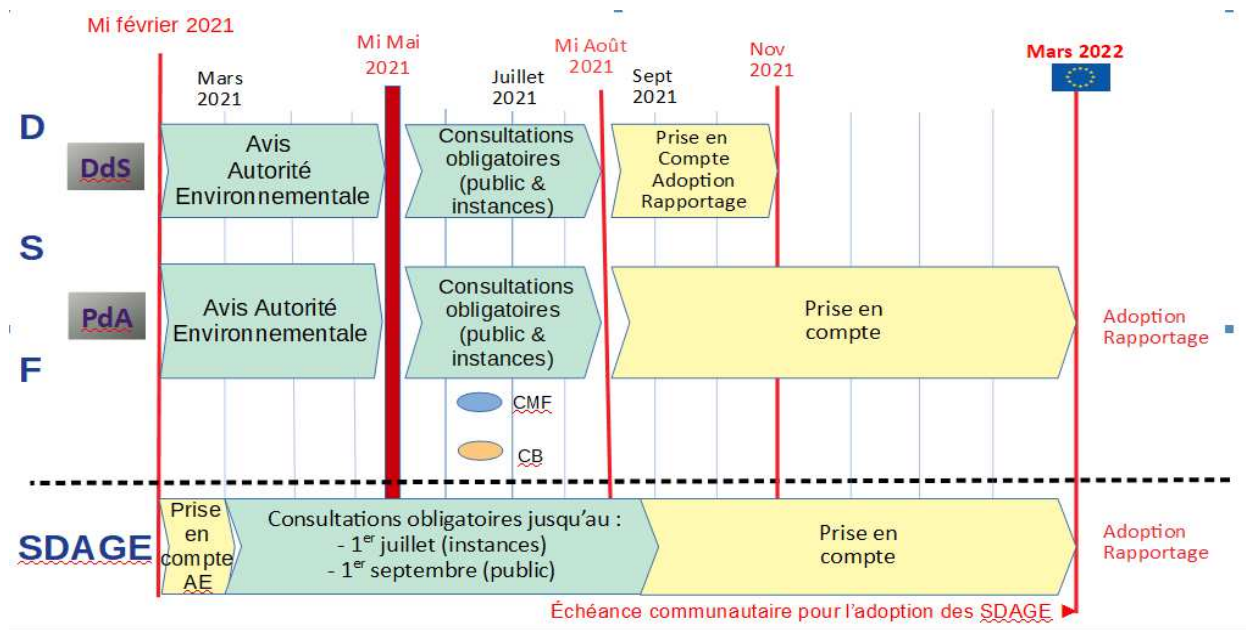 Mi février 2021
Mi Mai
2021
Mi Août
2021
Nov
2021
Mars 2022
Mars
2021
Juillet
2021
Sept
2021
D
DdS
Avis
Autorité
Environnementale
Consultations
obligatoires
(public &
instances)
Prise en
Compte
Adoption
Rapportage
S
PdA
Avis Autorité
Environnementale
Consultations
obligatoires
(public &
instances)
Prise en
compte
Adoption
Rapportage
F
CMF
CB
SDAGE
Prise
en
compte
AE
Consultations obligatoires jusqu’au :
- 1er juillet (instances)
- 1er septembre (public)
Prise en
compte
Adoption
Rapportage
Échéance communautaire pour l’adoption des SDAGE ►